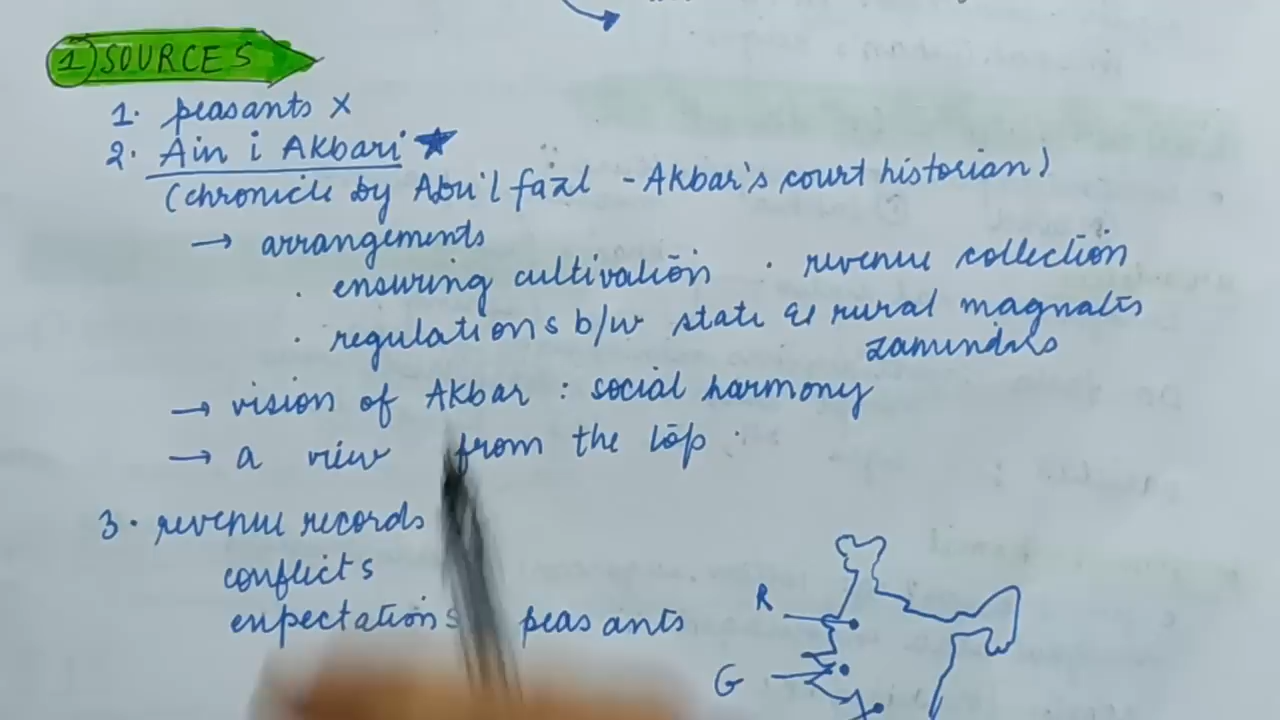 1 SOURCES
1. peasants X
2. Ain i Akbari ★
(chronicle by Abu'l fazl - Akbar's court historian)
→ arrangements
. ensuring cultivation . revenue collection
. regulations b/w state & rural magnates
zamindars
→ vision of Akbar : social harmony
→ a view from the top .
3. revenue records
conflicts
expectations peasants
R
G